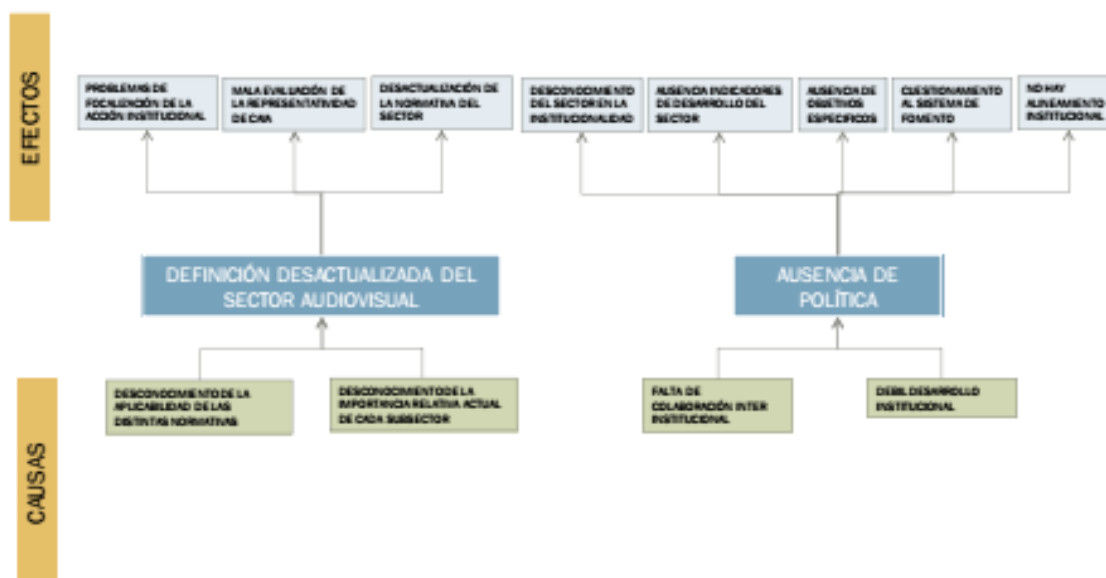 EFECTOS
PROBLEMAS DE
FOCALIZACIÓN DE LA
ACCIÓN INSTITUCIONAL
MALA EVALUACIÓN DE
LA REPRESENTATIVIDAD
DE CAIA
DESACTUALIZACIÓN DE
LA NORMATIVA DEL
SECTOR
DESCONOCIMIENTO
DEL SECTOR EN LA
INSTITUCIONALIDAD
AUSENCIA INDICADORES
DE DESARROLLO DEL
SECTOR
AUSENCIA DE
OBJETIVOS
ESPECIFICOS
CUESTIONAMIENTO
AL SISTEMA DE
FOMENTO
NO HAY
ALINEAMIENTO
INSTITUCIONAL
DEFINICIÓN DESACTUALIZADA DEL
SECTOR AUDIOVISUAL
AUSENCIA DE
POLÍTICA
CAUSAS
DESCONOCIMIENTO DE LA
APLICABILIDAD DE LAS
DISTINTAS NORMATIVAS
DESCONOCIMIENTO DE LA
IMPORTANCIA RELATIVA ACTUAL
DE CADA SUBSECTOR
FALTA DE
COLABORACIÓN INTER
INSTITUCIONAL
DEBIL DESARROLLO
INSTITUCIONAL